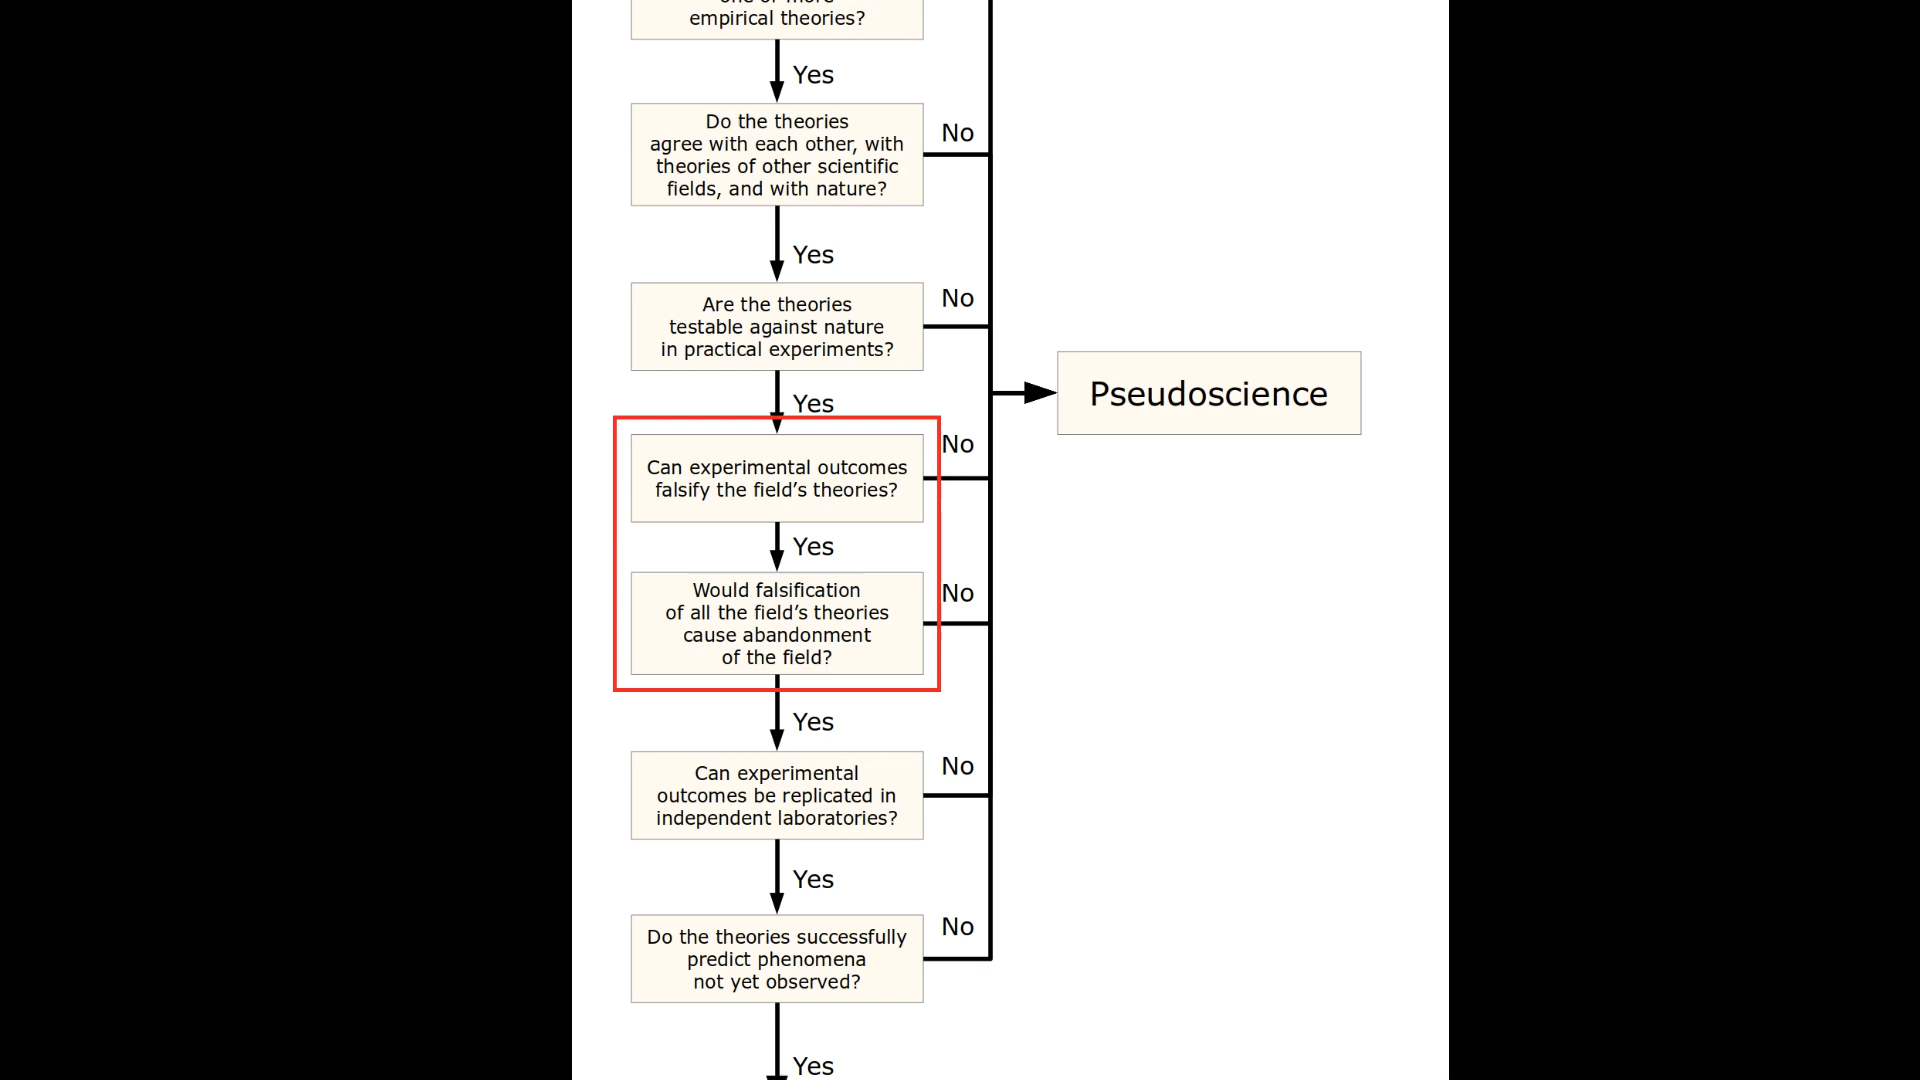 empirical theories?
Yes
Do the theories
agree with each other, with
theories of other scientific
fields, and with nature?
No
Yes
Are the theories
testable against nature
in practical experiments?
No
Pseudoscience
Yes
Can experimental outcomes
falsify the field’s theories?
No
Yes
Would falsification
of all the field’s theories
cause abandonment
of the field?
No
Yes
Can experimental
outcomes be replicated in
independent laboratories?
No
Yes
Do the theories successfully
predict phenomena
not yet observed?
No
Yes